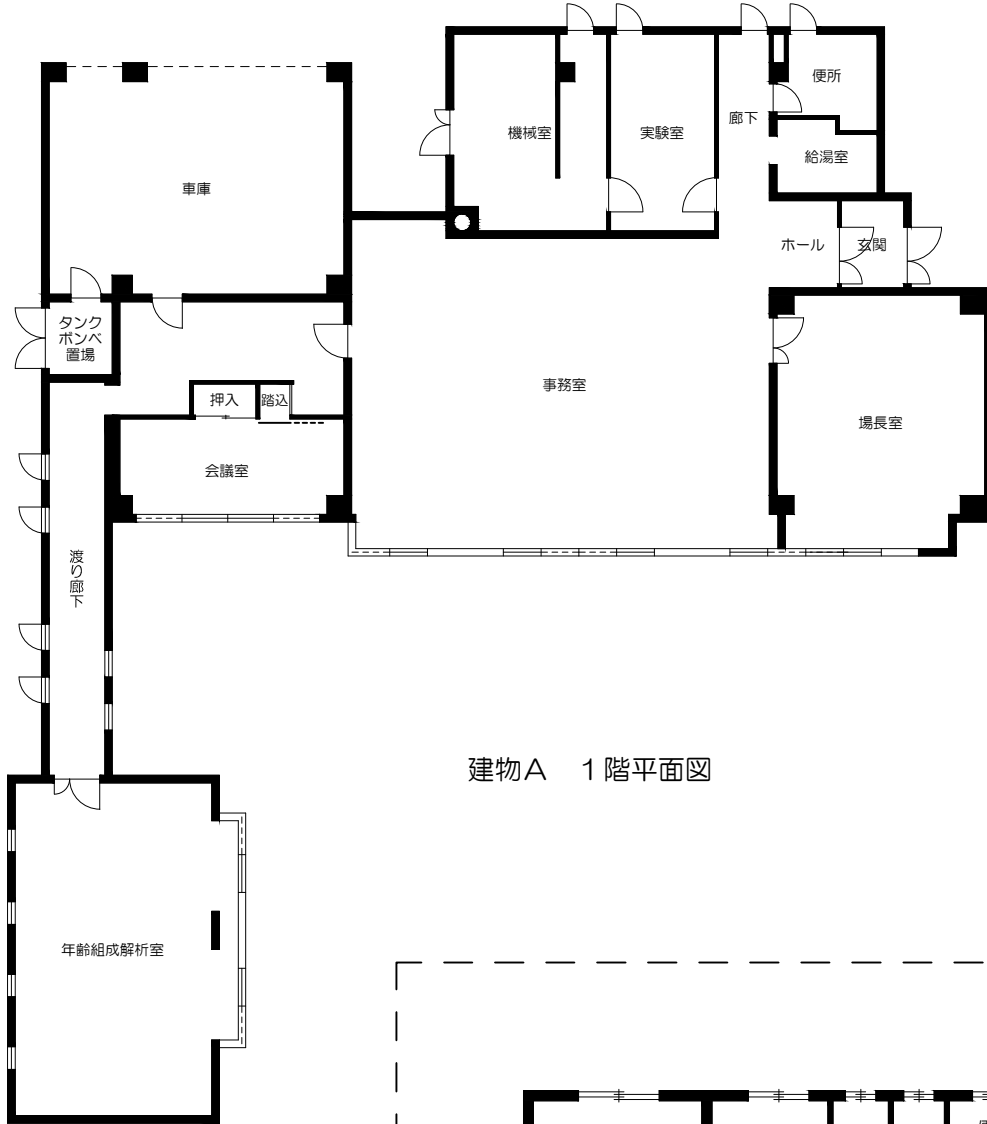 便所
廊下
機械室
実験室
給湯室
車庫
ホール
玄関
タンク
ボンベ
置場
事務室
押入
踏込
場長室
会議室
渡り廊下
建物A　1階平面図
年齢組成解析室